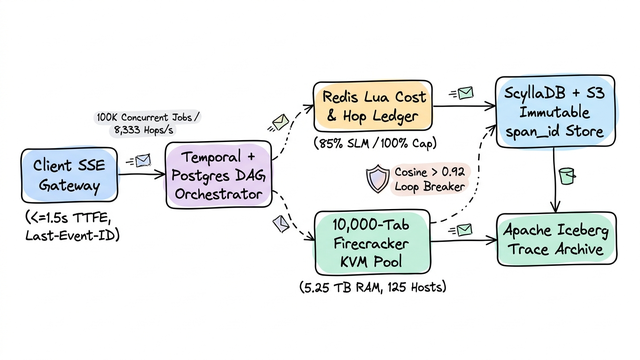 100K Concurrent Jobs /
8,333 Hops/s
Client SSE
Gateway
(<=1.5s TTFE,
Last-Event-ID)
Temporal +
Postgres DAG
Orchestrator
Redis Lua Cost
& Hop Ledger
(85% SLM / 100% Cap)
Cosine > 0.92
Loop Breaker
10,000-Tab
Firecracker
KVM Pool
(5.25 TB RAM, 125 Hosts)
ScyllaDB + S3
Immutable
span_id Store
Apache Iceberg
Trace Archive